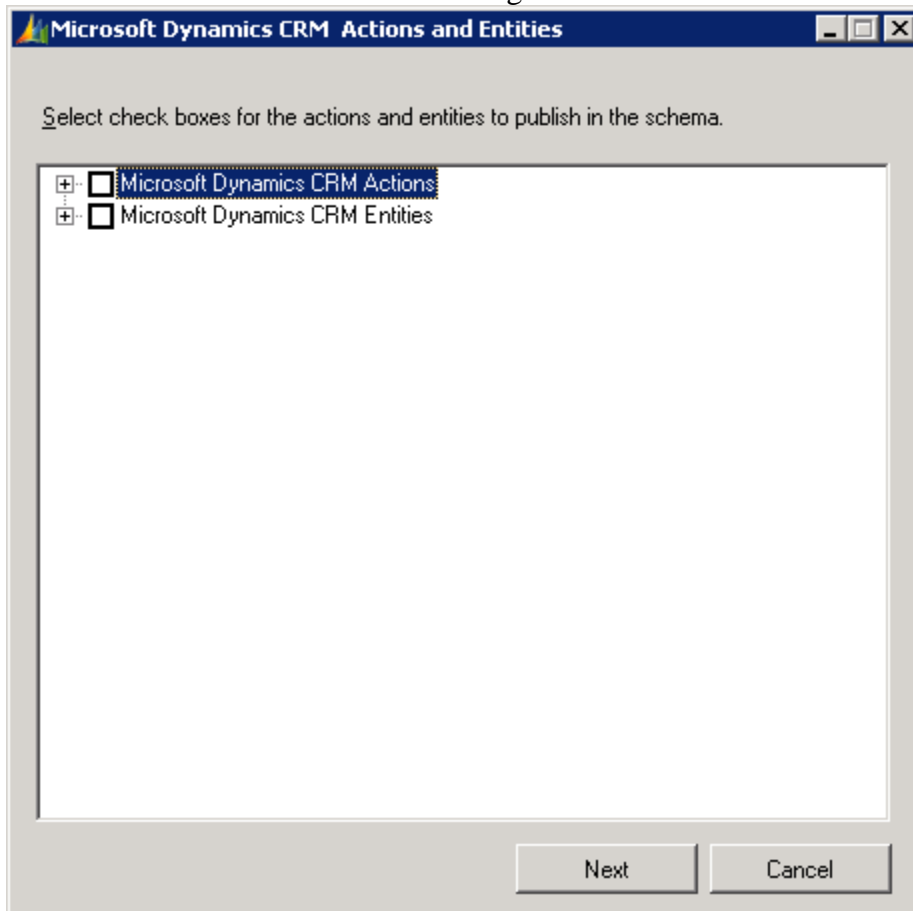 Microsoft Dynamics CRM  Actions and Entities
Select check boxes for the actions and entities to publish in the schema.
Microsoft Dynamics CRM Actions
Microsoft Dynamics CRM Entities
Next Cancel